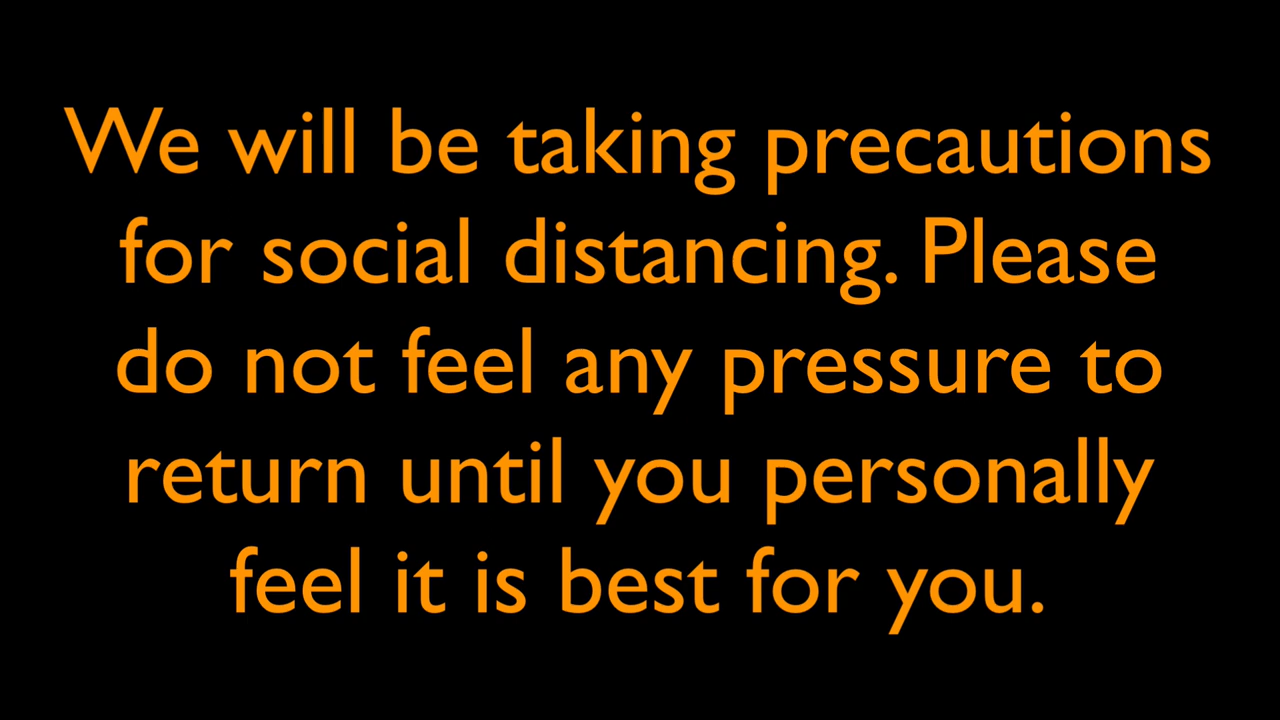 We will be taking precautions
for social distancing. Please
do not feel any pressure to
return until you personally
feel it is best for you.